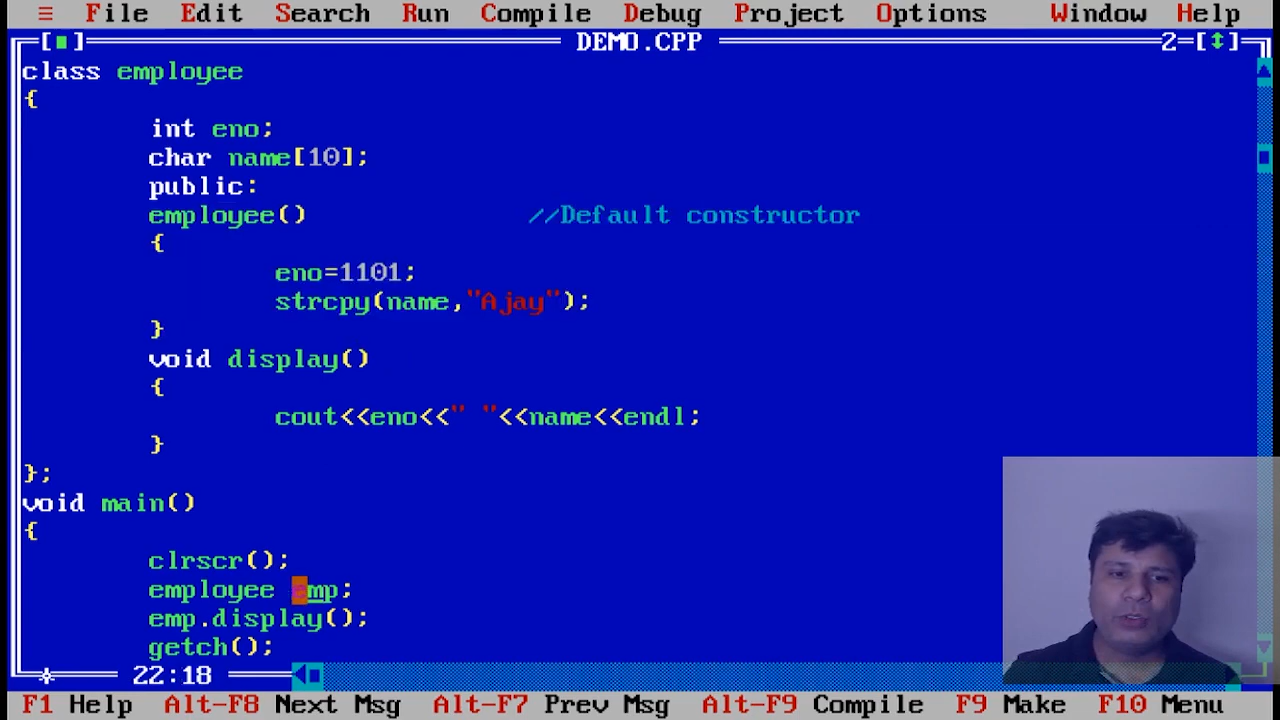 ≡ File Edit Search Run Compile Debug Project Options Window Help
[■] DEMO.CPP 2=[↕]
class employee
{
int eno;
char name[10];
public:
employee() //Default constructor
{
eno=1101;
strcpy(name,"Ajay");
}
void display()
{
cout<<eno<<" "<<name<<endl;
}
};
void main()
{
clrscr();
employee emp;
emp.display();
getch();
22:18
F1 Help Alt-F8 Next Msg Alt-F7 Prev Msg Alt-F9 Compile F9 Make F10 Menu